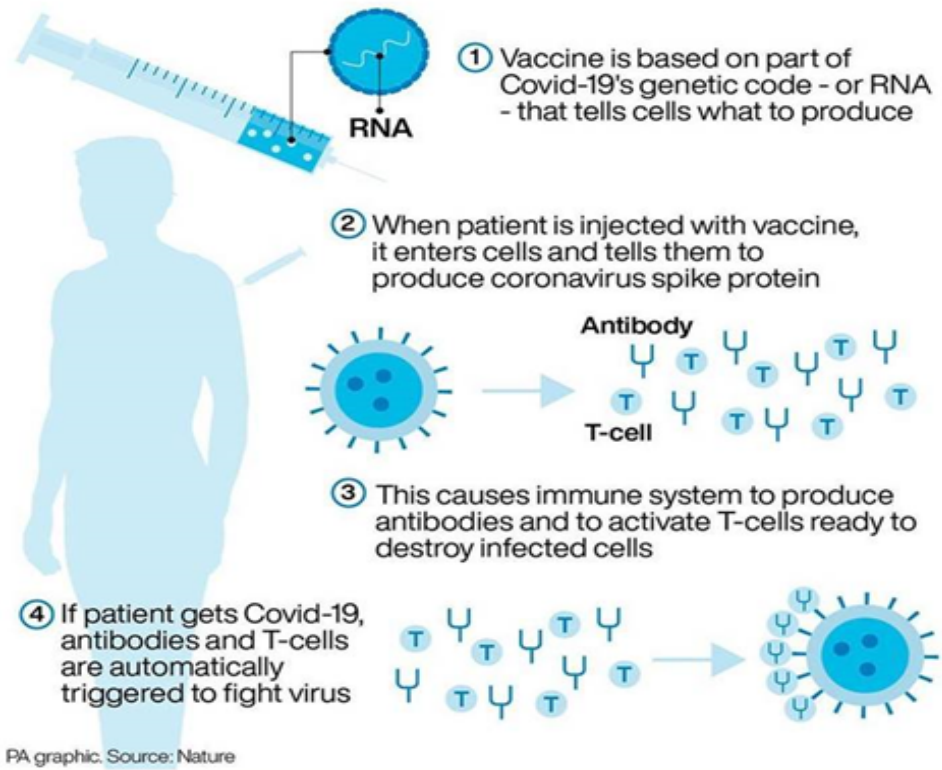 RNA
1 Vaccine is based on part of
Covid-19's genetic code - or RNA
- that tells cells what to produce
2 When patient is injected with vaccine,
it enters cells and tells them to
produce coronavirus spike protein
Antibody
T T T
T T T T
T-cell
3 This causes immune system to produce
antibodies and to activate T-cells ready to
destroy infected cells
4 If patient gets Covid-19,
antibodies and T-cells
are automatically
triggered to fight virus
T T T
T T T
PA graphic. Source: Nature